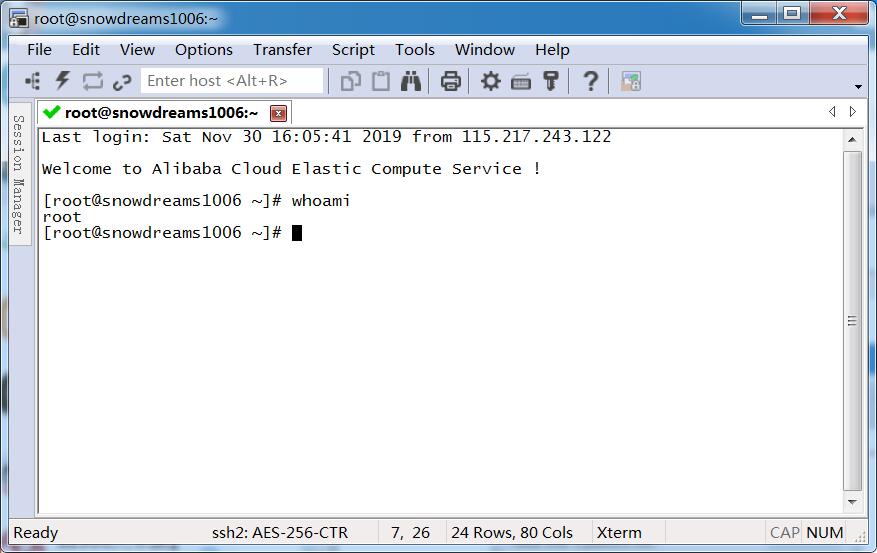 root@snowdreams1006:~
File Edit View Options Transfer Script Tools Window Help
Enter host <Alt+R>
root@snowdreams1006:~
Session Manager
Last login: Sat Nov 30 16:05:41 2019 from 115.217.243.122
Welcome to Alibaba Cloud Elastic Compute Service !
[root@snowdreams1006 ~]# whoami
root
[root@snowdreams1006 ~]#
Ready ssh2: AES-256-CTR 7, 26 24 Rows, 80 Cols Xterm CAP NUM